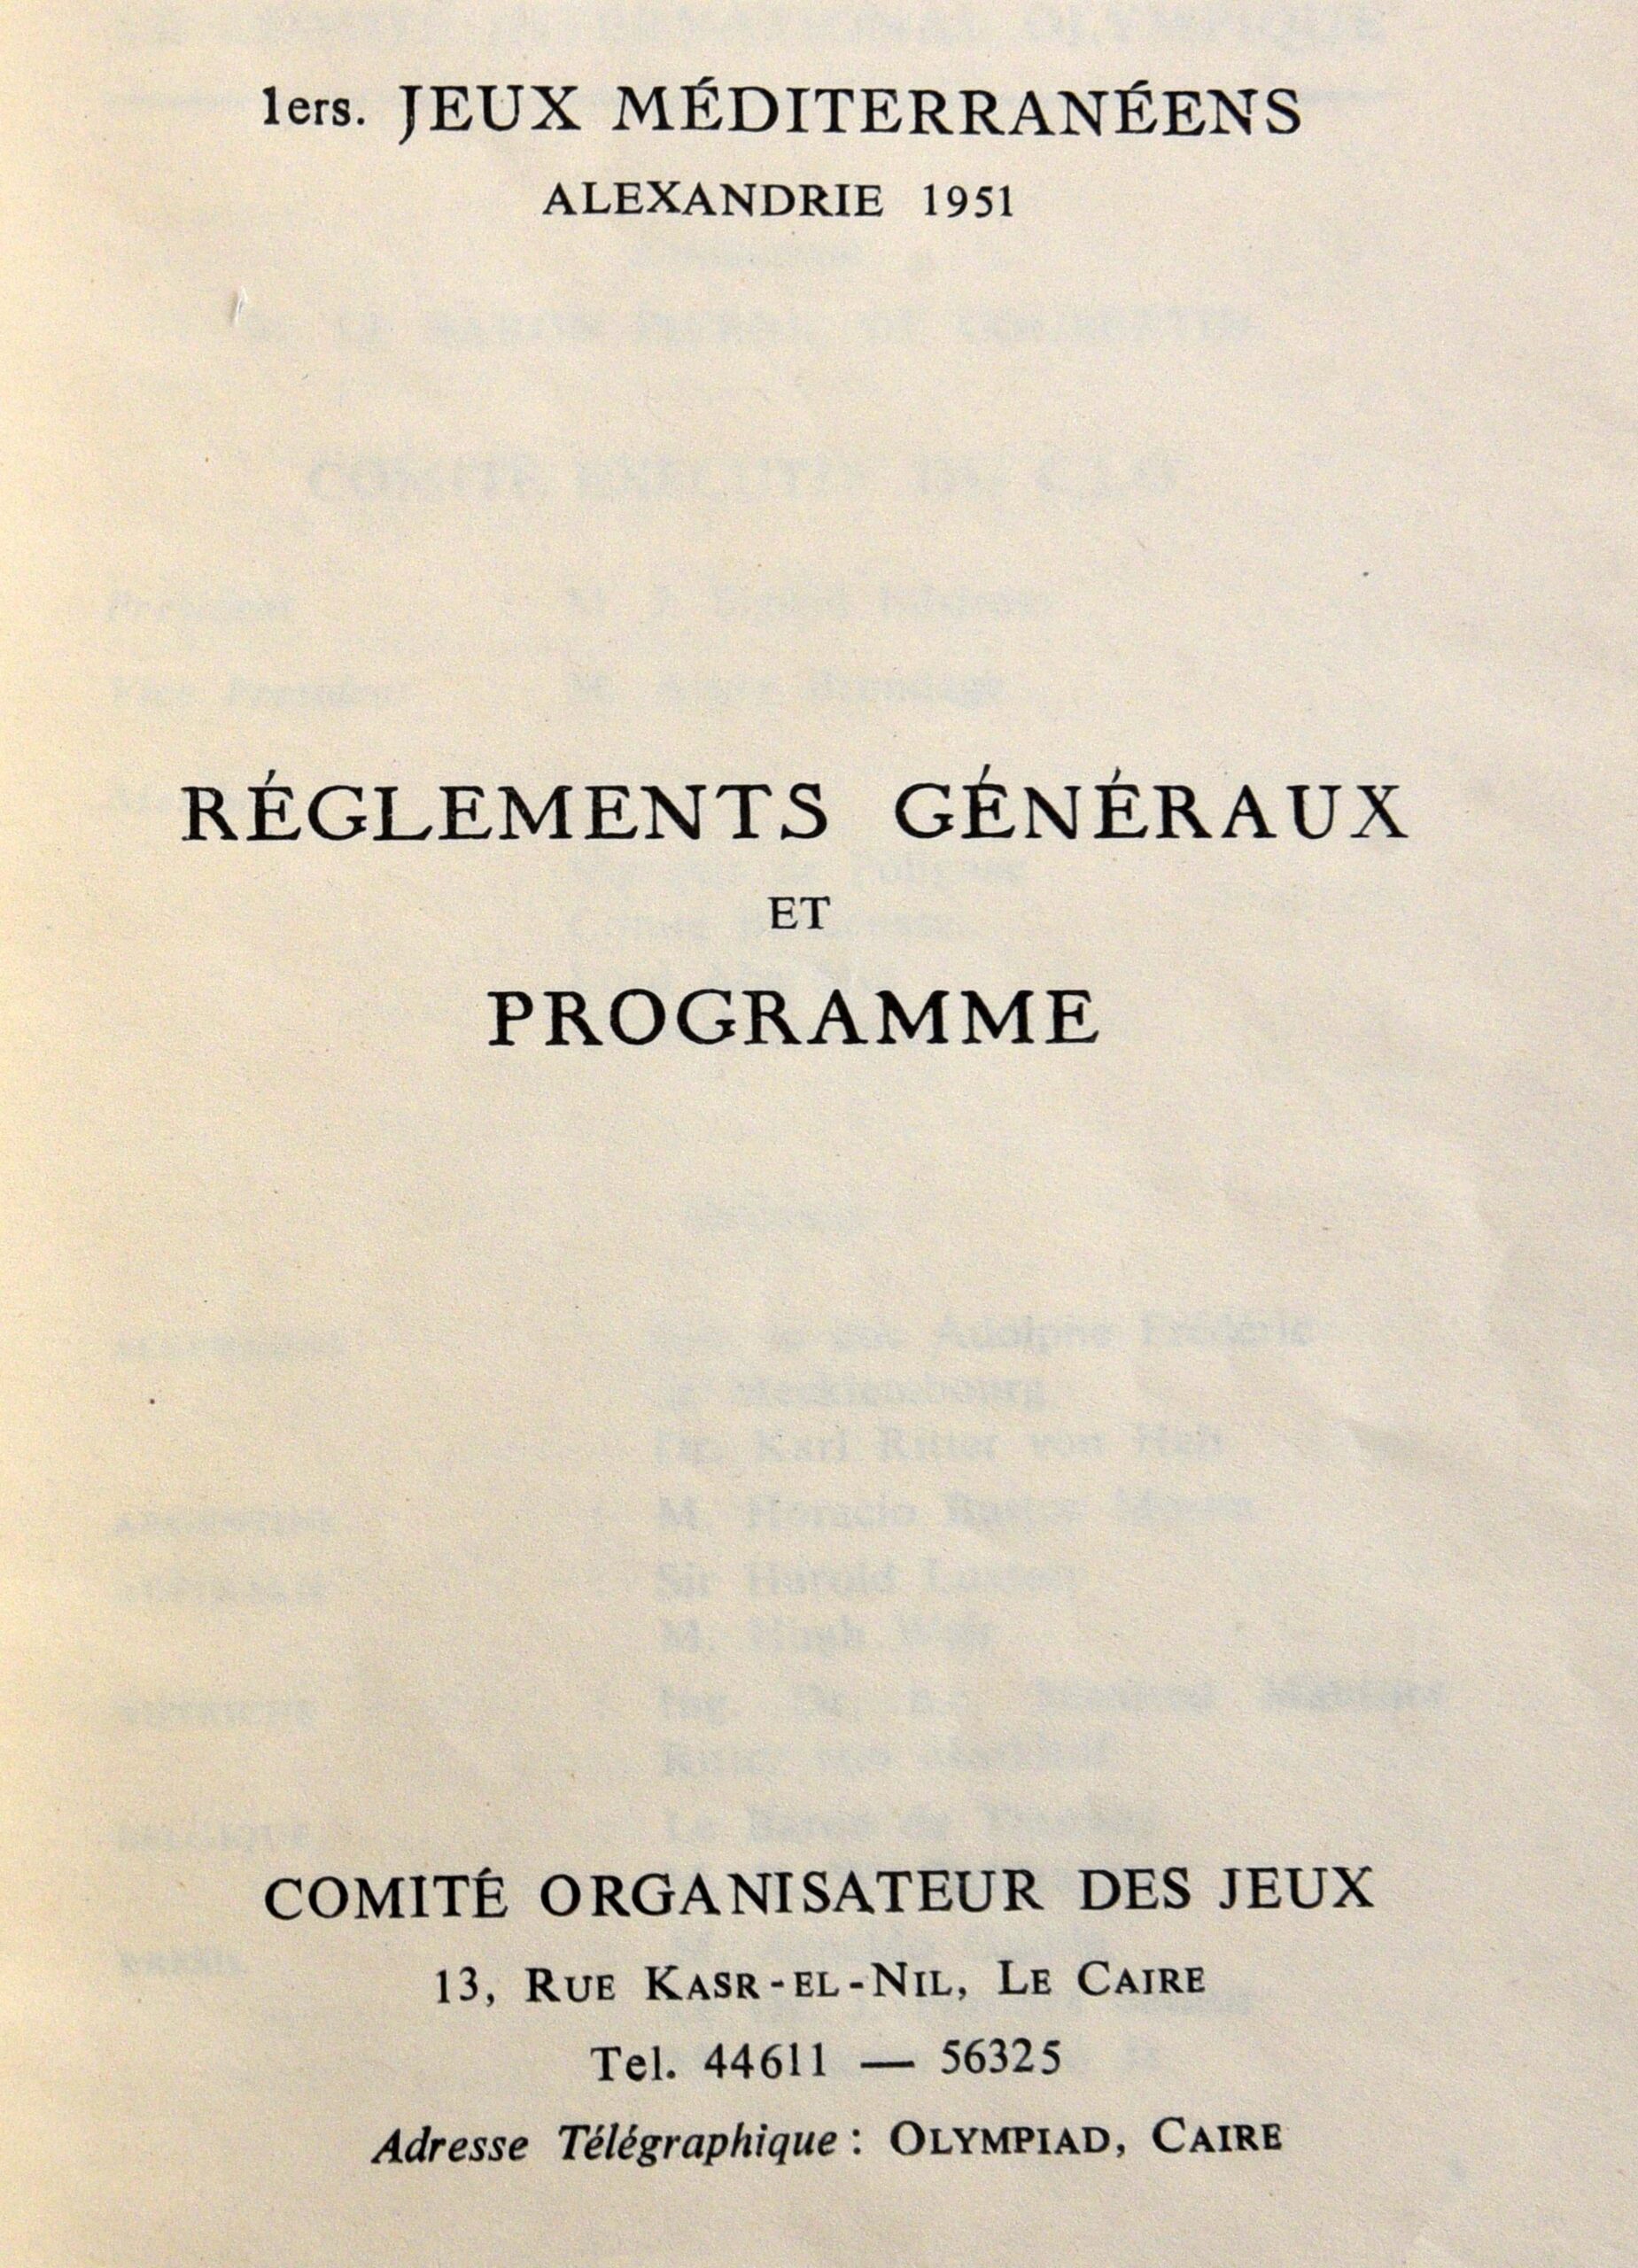 1ers. JEUX MÉDITERRANÉENS
ALEXANDRIE 1951
RÉGLEMENTS GÉNÉRAUX
ET
PROGRAMME
COMITÉ ORGANISATEUR DES JEUX
13, RUE KASR-EL-NIL, LE CAIRE
Tel. 44611 — 56325
Adresse Télégraphique : OLYMPIAD, CAIRE